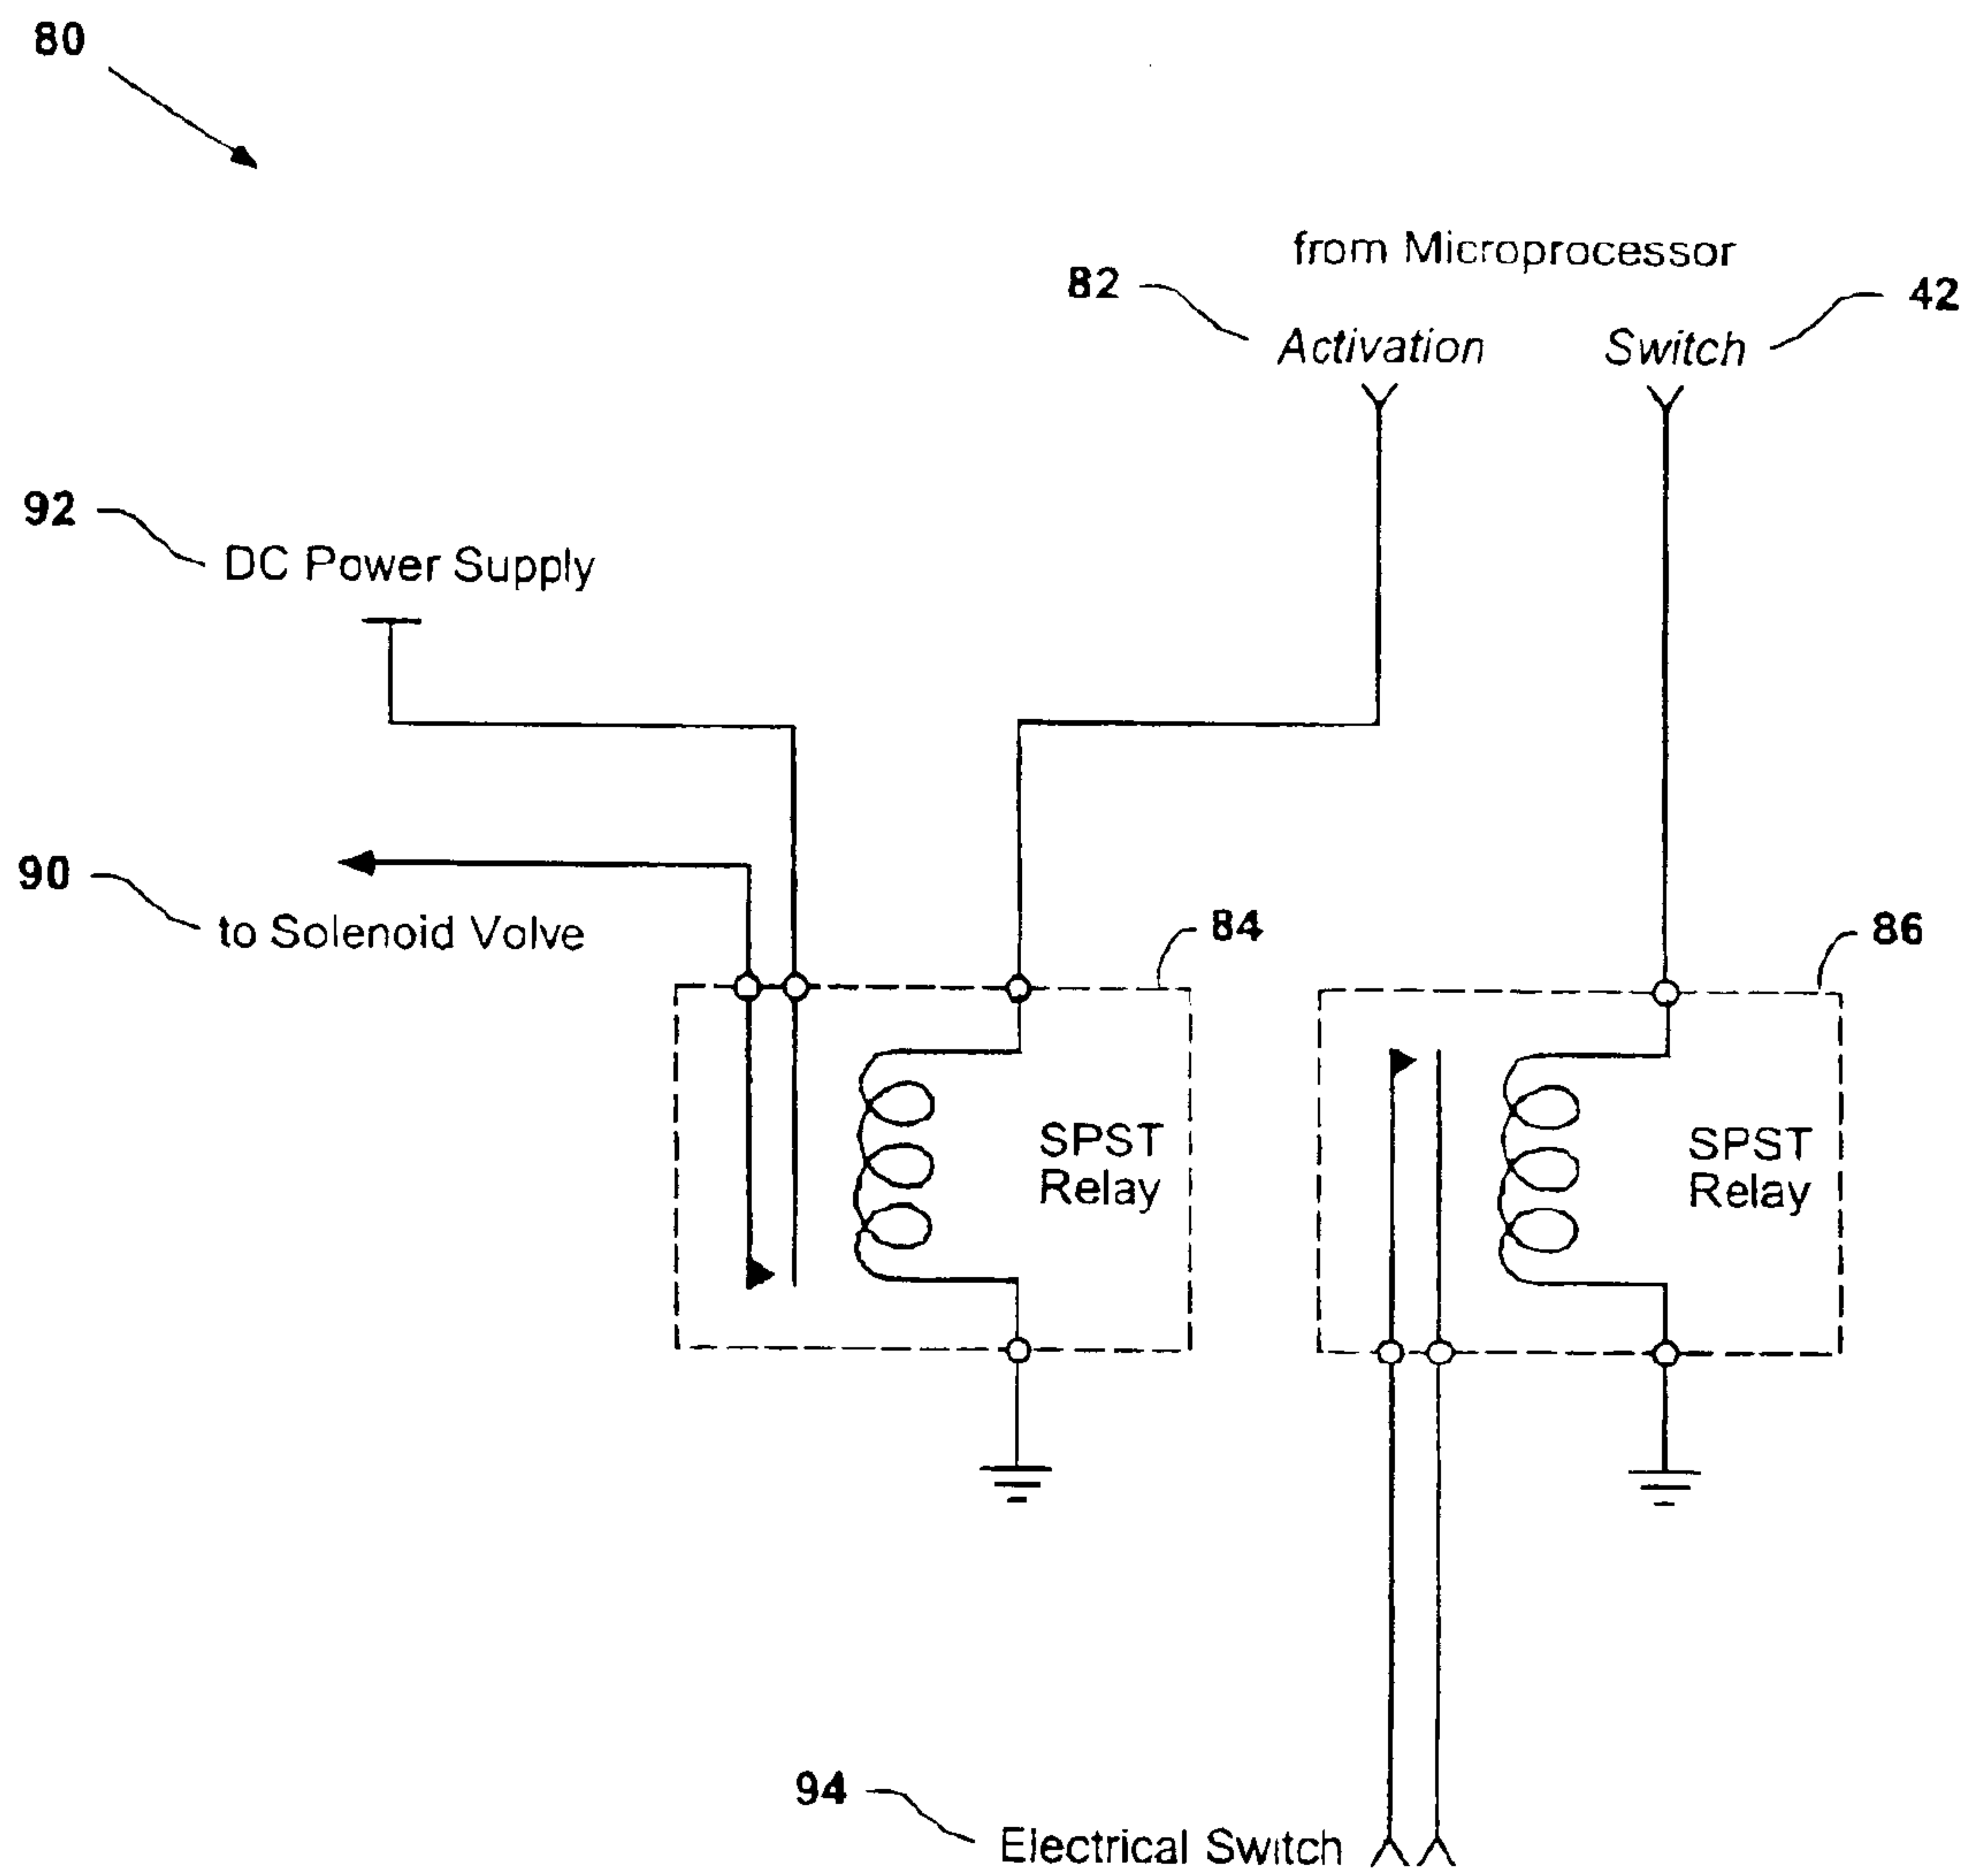 80
from Microprocessor
82
42
Activation
Switch
92
DC Power Supply
90
to Solenoid Valve
84
86
SPST
Relay
SPST
Relay
94
Electrical Switch